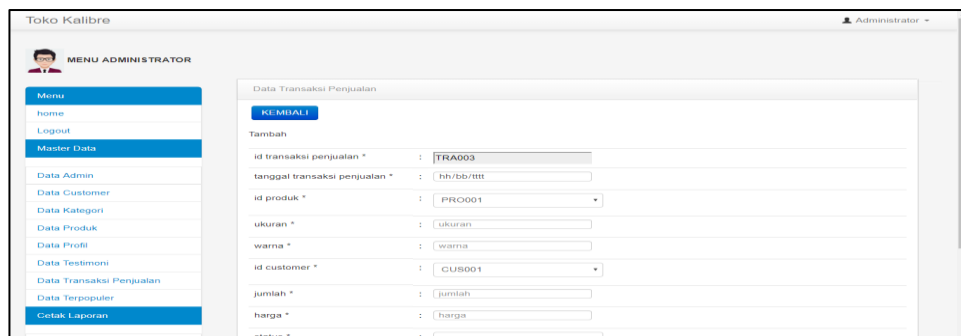 Toko Kalibre
Administrator
MENU ADMINISTRATOR
Menu
home
Logout
Master Data
Data Admin
Data Customer
Data Kategori
Data Produk
Data Profil
Data Testimoni
Data Transaksi Penjualan
Data Terpopuler
Cetak Laporan
Data Transaksi Penjualan
KEMBALI
Tambah
id transaksi penjualan * : TRA003
tanggal transaksi penjualan * : hh/bb/tttt
id produk * : PRO001
ukuran * : ukuran
warna * : warna
id customer * : CUS001
jumlah * : jumlah
harga * : harga